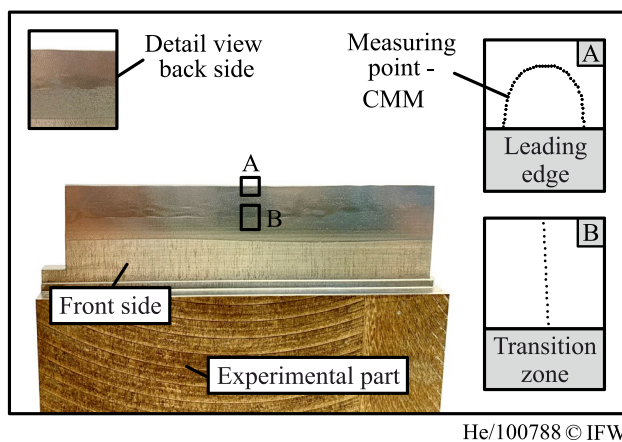 Detail view
back side
Measuring
point -
CMM
A
Leading
edge
A
B
B
Front side
Transition
zone
Experimental part
He/100788 © IFW